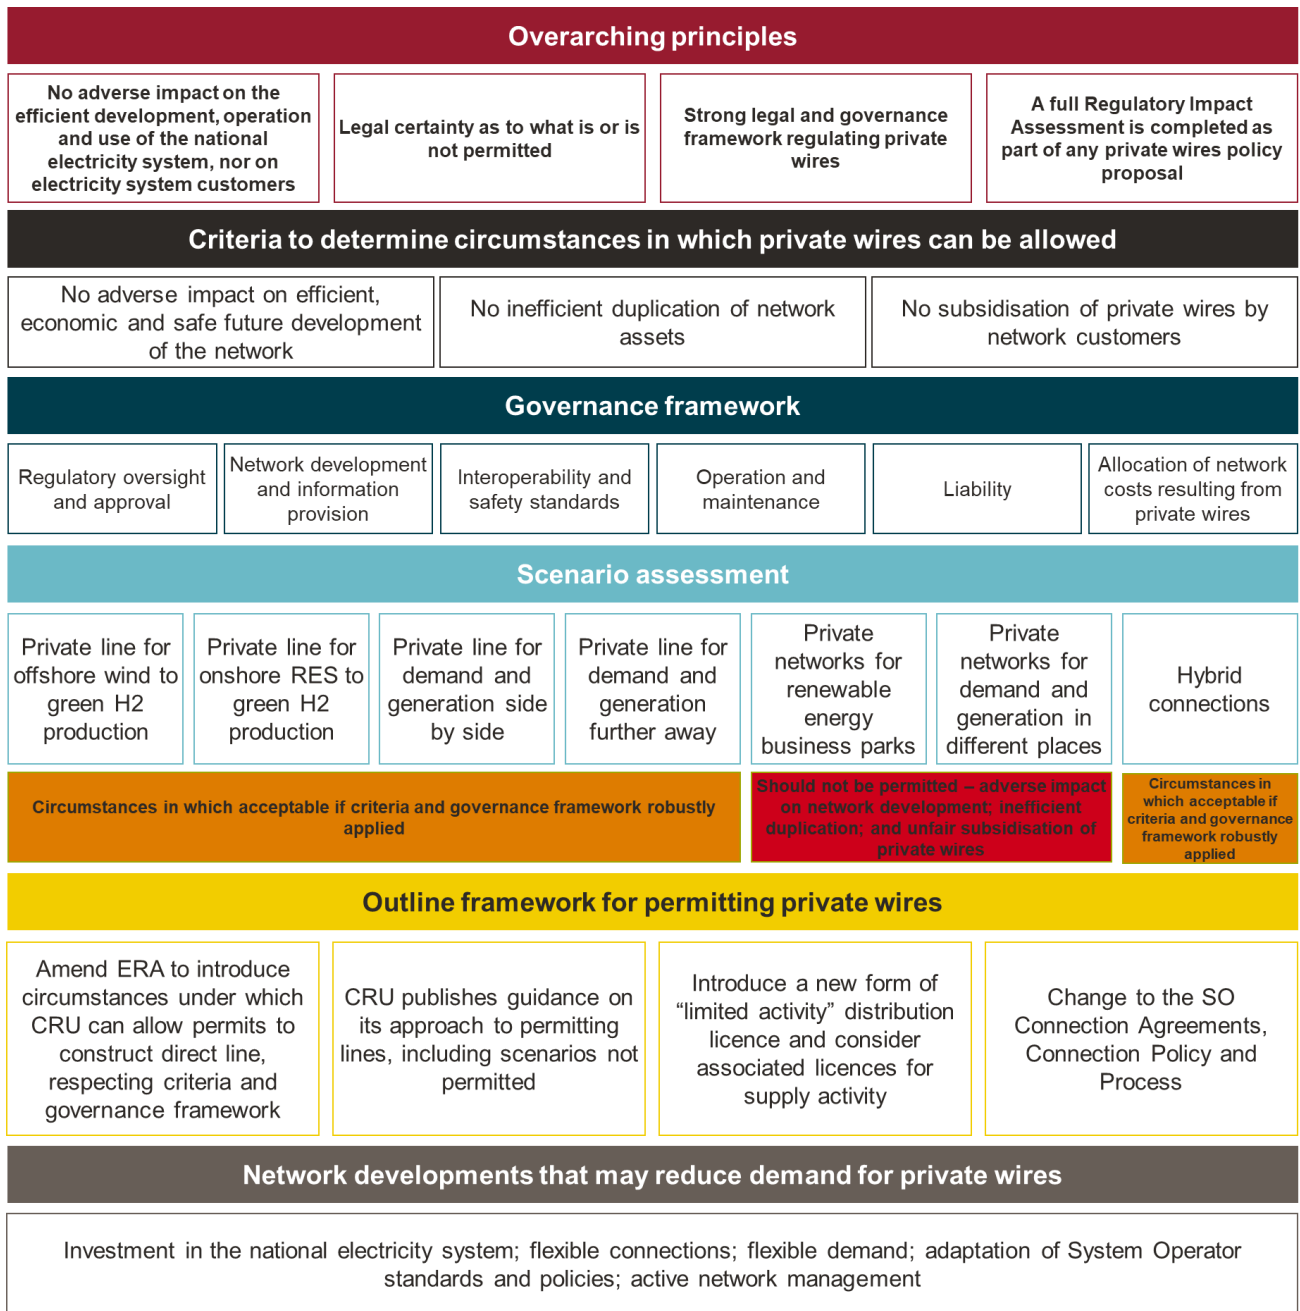 Overarching principles
No adverse impact on the
efficient development, operation
and use of the national
electricity system, nor on
electricity system customers
Legal certainty as to what is or is
not permitted
Strong legal and governance
framework regulating private
wires
A full Regulatory Impact
Assessment is completed as
part of any private wires policy
proposal
Criteria to determine circumstances in which private wires can be allowed
No adverse impact on efficient,
economic and safe future development
of the network
No inefficient duplication of network
assets
No subsidisation of private wires by
network customers
Governance framework
Regulatory oversight
and approval
Network development
and information
provision
Interoperability and
safety standards
Operation and
maintenance
Liability
Allocation of network
costs resulting from
private wires
Scenario assessment
Private line for
offshore wind to
green H2
production
Private line for
onshore RES to
green H2
production
Private line for
demand and
generation side
by side
Private line for
demand and
generation
further away
Private
networks for
renewable
energy
business parks
Private
networks for
demand and
generation in
different places
Hybrid
connections
Circumstances in which acceptable if criteria and governance framework robustly
applied
Should not be permitted – adverse impact
on network development; inefficient
duplication; and unfair subsidisation of
private wires
Circumstances in
which acceptable if
criteria and governance
framework robustly
applied
Outline framework for permitting private wires
Amend ERA to introduce
circumstances under which
CRU can allow permits to
construct direct line,
respecting criteria and
governance framework
CRU publishes guidance on
its approach to permitting
lines, including scenarios not
permitted
Introduce a new form of
“limited activity” distribution
licence and consider
associated licences for
supply activity
Change to the SO
Connection Agreements,
Connection Policy and
Process
Network developments that may reduce demand for private wires
Investment in the national electricity system; flexible connections; flexible demand; adaptation of System Operator
standards and policies; active network management